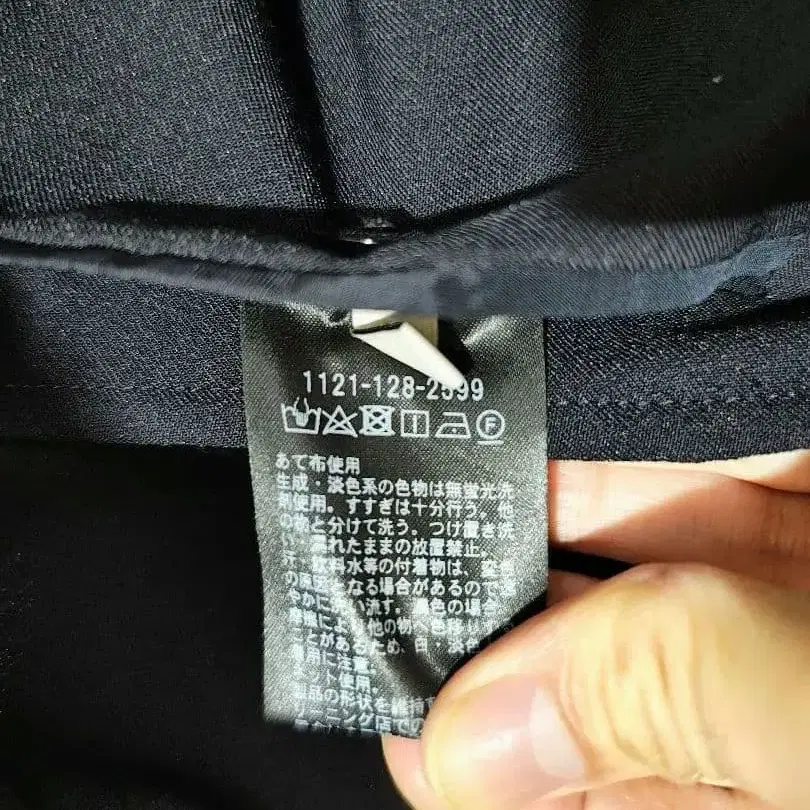 1121-128-2599
F
あて布使用
生成・淡色系の色物は無蛍光洗
剤使用。すすぎは十分行う。他
の物と分けて洗う。つけ置き洗
い・濡れたままの放置禁止。
汗・飲料水等の付着物は、変色
の原因となる場合があるので速
やかに洗い流す。濃色の場合
摩擦により他の物へ色移りする
ことがあるため、白・淡色
着用に注意。
ネット使用。
製品の形状を維持
リーニング店での